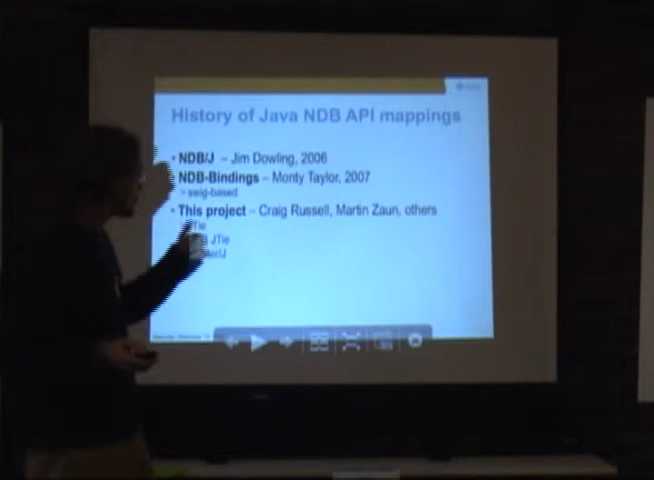 History of Java NDB API mappings
• NDB/J – Jim Dowling, 2006
NDB-Bindings – Monty Taylor, 2007
swig-based
• This project – Craig Russell, Martin Zaun, others
JTie